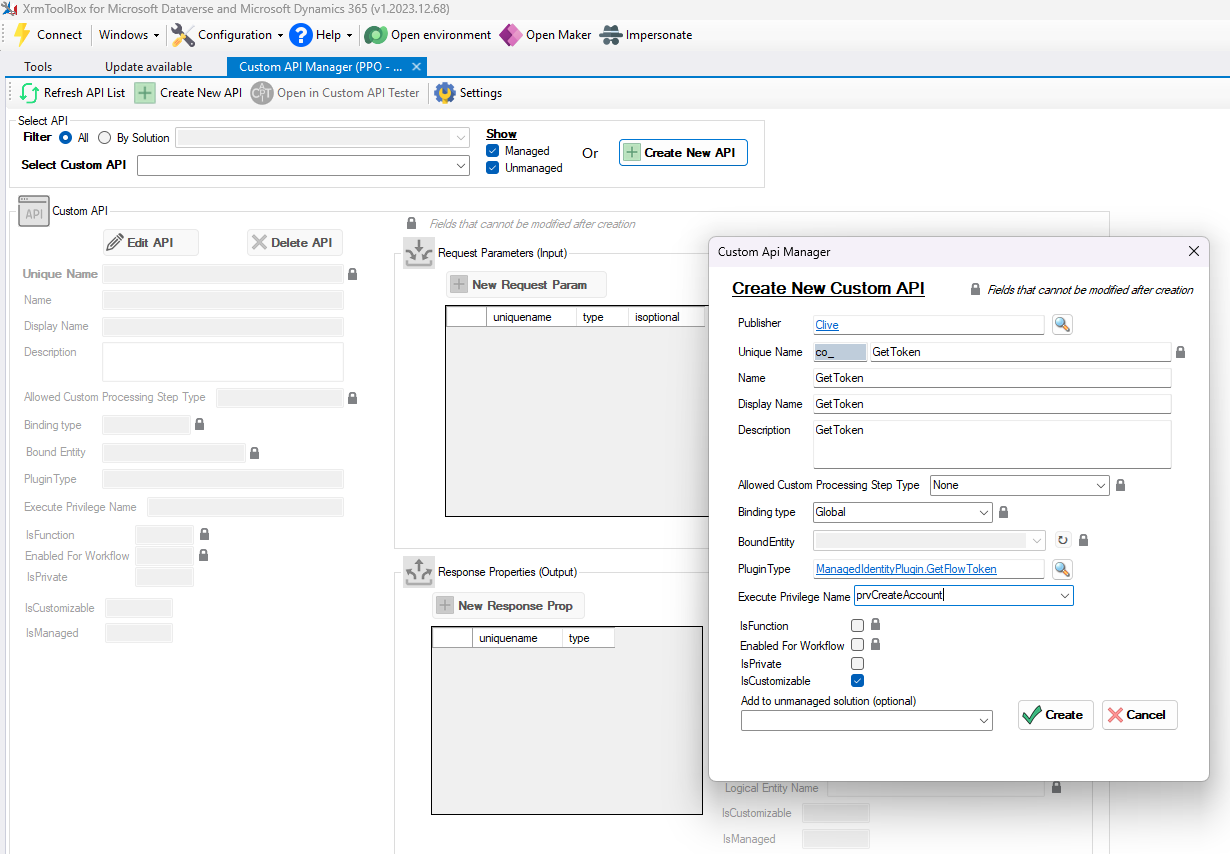 XrmToolBox for Microsoft Dataverse and Microsoft Dynamics 365 (v1.2023.12.68)
Connect Windows Configuration Help Open environment Open Maker Impersonate
Tools Update available Custom API Manager (PPO - ...
Refresh API List Create New API Open in Custom API Tester Settings
Select API
Filter All By Solution
Select Custom API
Show
Managed
Unmanaged
Or
Create New API
API Custom API
Edit API Delete API
Unique Name
Name
Display Name
Description
Allowed Custom Processing Step Type
Binding type
Bound Entity
PluginType
Execute Privilege Name
IsFunction
Enabled For Workflow
IsPrivate
IsCustomizable
IsManaged
Fields that cannot be modified after creation
Request Parameters (Input)
New Request Param
uniquename type isoptional
Response Properties (Output)
New Response Prop
uniquename type
Custom Api Manager
Create New Custom API Fields that cannot be modified after creation
Publisher Clive
Unique Name co_ GetToken
Name GetToken
Display Name GetToken
Description GetToken
Allowed Custom Processing Step Type None
Binding type Global
BoundEntity
PluginType ManagedIdentityPlugin.GetFlowToken
Execute Privilege Name prvCreateAccount
IsFunction
Enabled For Workflow
IsPrivate
IsCustomizable
Add to unmanaged solution (optional)
Create Cancel
Logical Entity Name
IsCustomizable
IsManaged